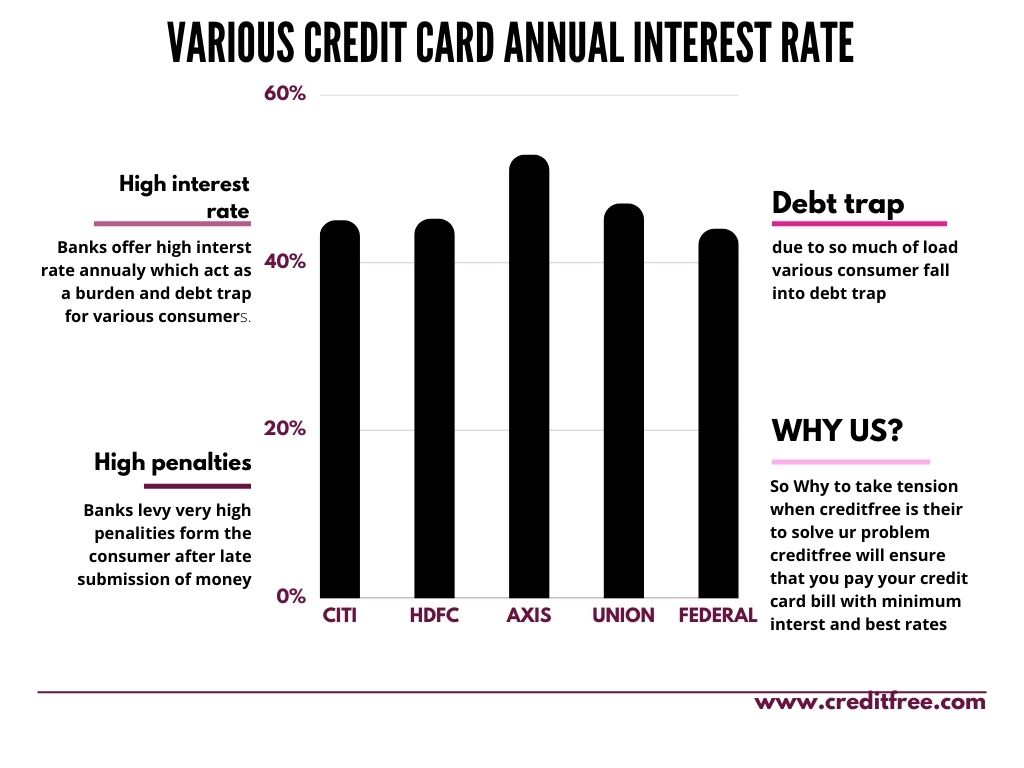 VARIOUS CREDIT CARD ANNUAL INTEREST RATE
High interest
rate
Banks offer high interst
rate annualy which act as
a burden and debt trap
for various consumers.
High penalties
Banks levy very high
penalities form the
consumer after late
submission of money
60%
40%
20%
0%
CITI
HDFC
AXIS
UNION
FEDERAL
Debt trap
due to so much of load
various consumer fall
into debt trap
WHY US?
So Why to take tension
when creditfree is their
to solve ur problem
creditfree will ensure
that you pay your credit
card bill with minimum
interst and best rates
www.creditfree.com